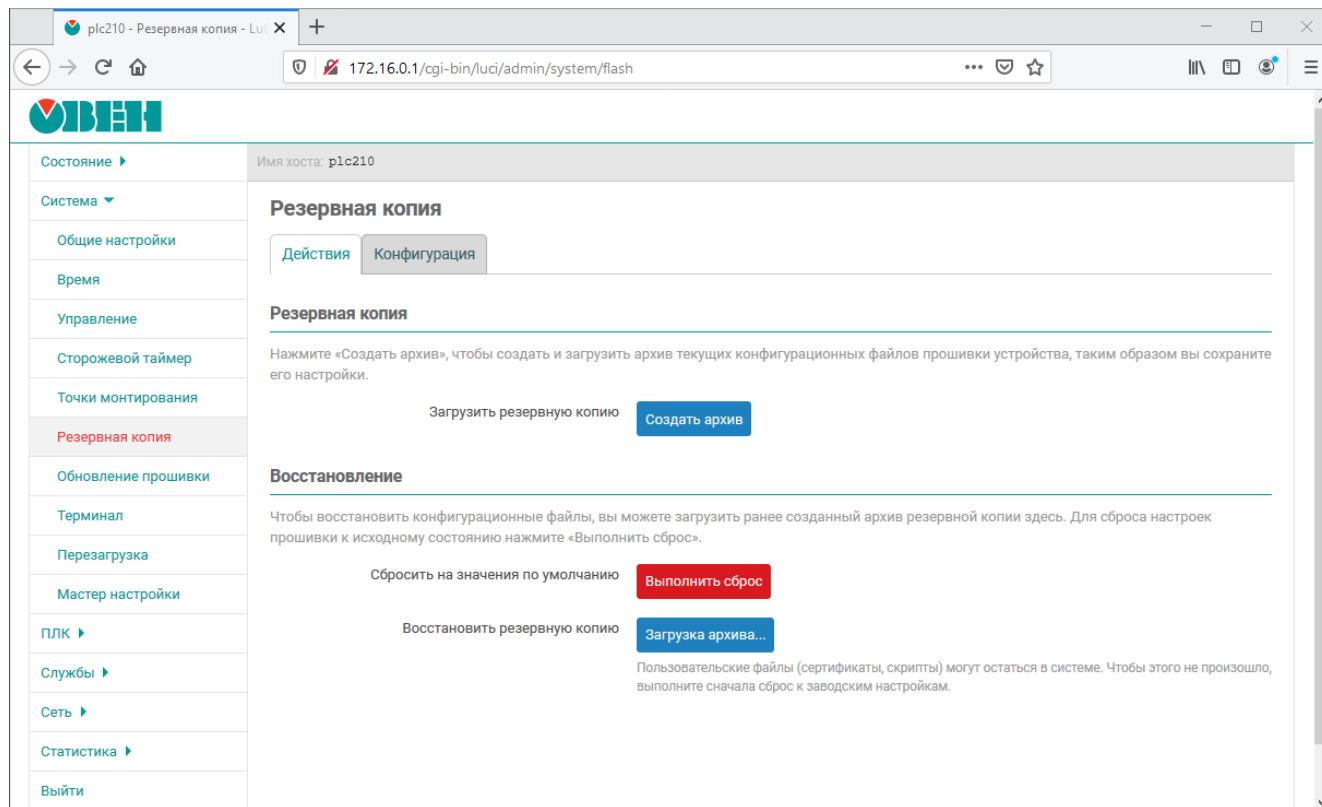 plc210 - Резервная копия - Lu
172.16.0.1/cgi-bin/luci/admin/system/flash
ОВЕН
Состояние
Имя хоста: plc210
Система
Общие настройки
Время
Управление
Сторожевой таймер
Точки монтирования
Резервная копия
Обновление прошивки
Терминал
Перезагрузка
Мастер настройки
ПЛК
Службы
Сеть
Статистика
Выйти
Резервная копия
Действия
Конфигурация
Резервная копия
Нажмите «Создать архив», чтобы создать и загрузить архив текущих конфигурационных файлов прошивки устройства, таким образом вы сохраните
его настройки.
Загрузить резервную копию
Создать архив
Восстановление
Чтобы восстановить конфигурационные файлы, вы можете загрузить ранее созданный архив резервной копии здесь. Для сброса настроек
прошивки к исходному состоянию нажмите «Выполнить сброс».
Сбросить на значения по умолчанию
Выполнить сброс
Восстановить резервную копию
Загрузка архива...
Пользовательские файлы (сертификаты, скрипты) могут остаться в системе. Чтобы этого не произошло,
выполните сначала сброс к заводским настройкам.